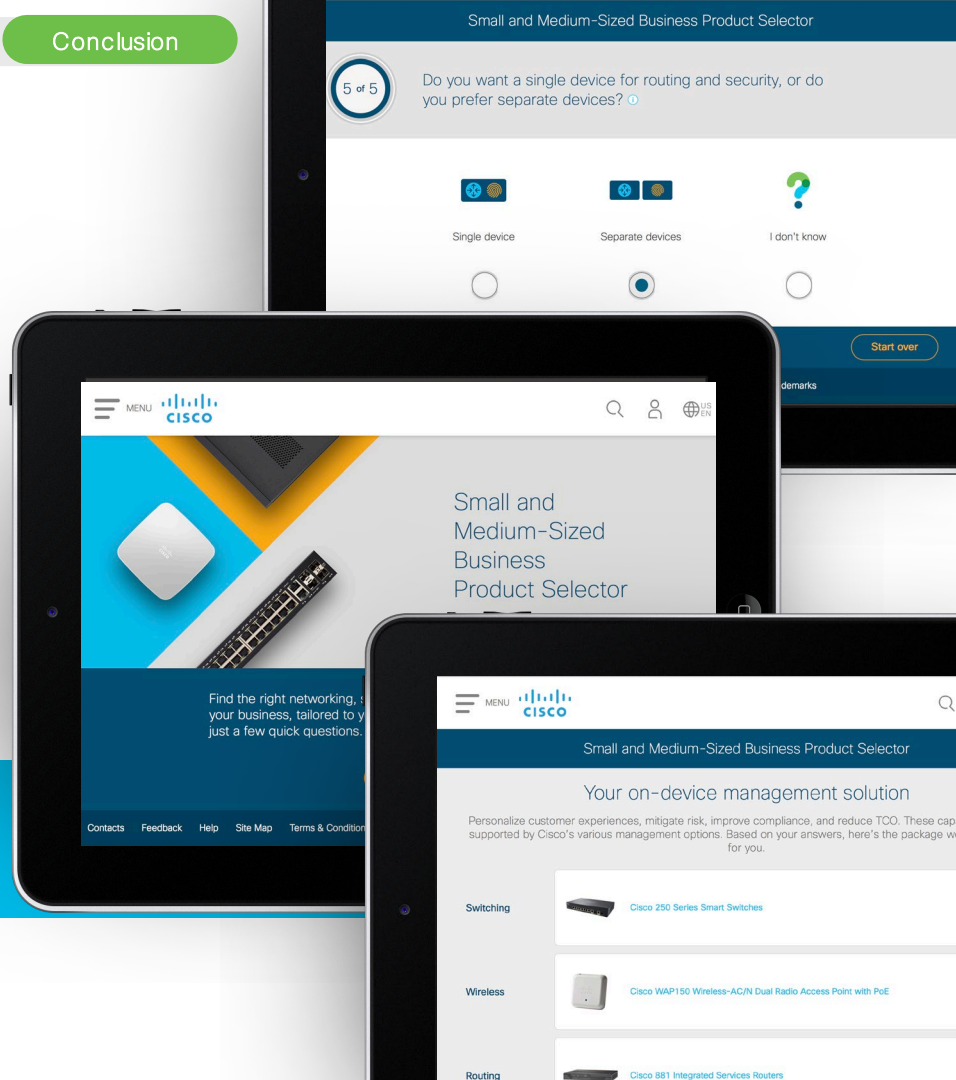 Conclusion
Small and Medium-Sized Business Product Selector
5 of 5
Do you want a single device for routing and security, or do
you prefer separate devices?
Single device
Separate devices
I don't know
Start over
demarks
MENU
CISCO
US
EN
Small and
Medium-Sized
Business
Product Selector
Find the right networking,
your business, tailored to
just a few quick questions.
Contacts
Feedback
Help
Site Map
Terms & Condition
MENU
CISCO
Small and Medium-Sized Business Product Selector
Your on-device management solution
Personalize customer experiences, mitigate risk, improve compliance, and reduce TCO. These cap
supported by Cisco's various management options. Based on your answers, here's the package w
for you.
Switching
Cisco 250 Series Smart Switches
Wireless
Cisco WAP150 Wireless-AC/N Dual Radio Access Point with PoE
Routing
Cisco 881 Integrated Services Routers